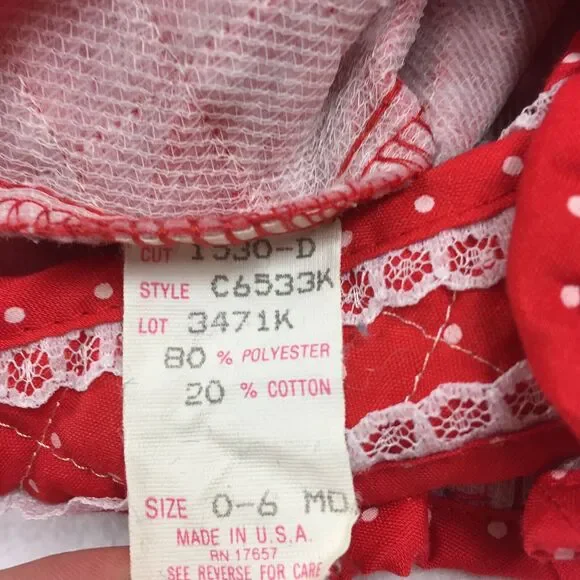 CUT 1530-D
STYLE C6533K
LOT 3471K
80 % POLYESTER
20 % COTTON
SIZE 0-6 MO.
MADE IN U.S.A.
RN 17657
SEE REVERSE FOR CARE